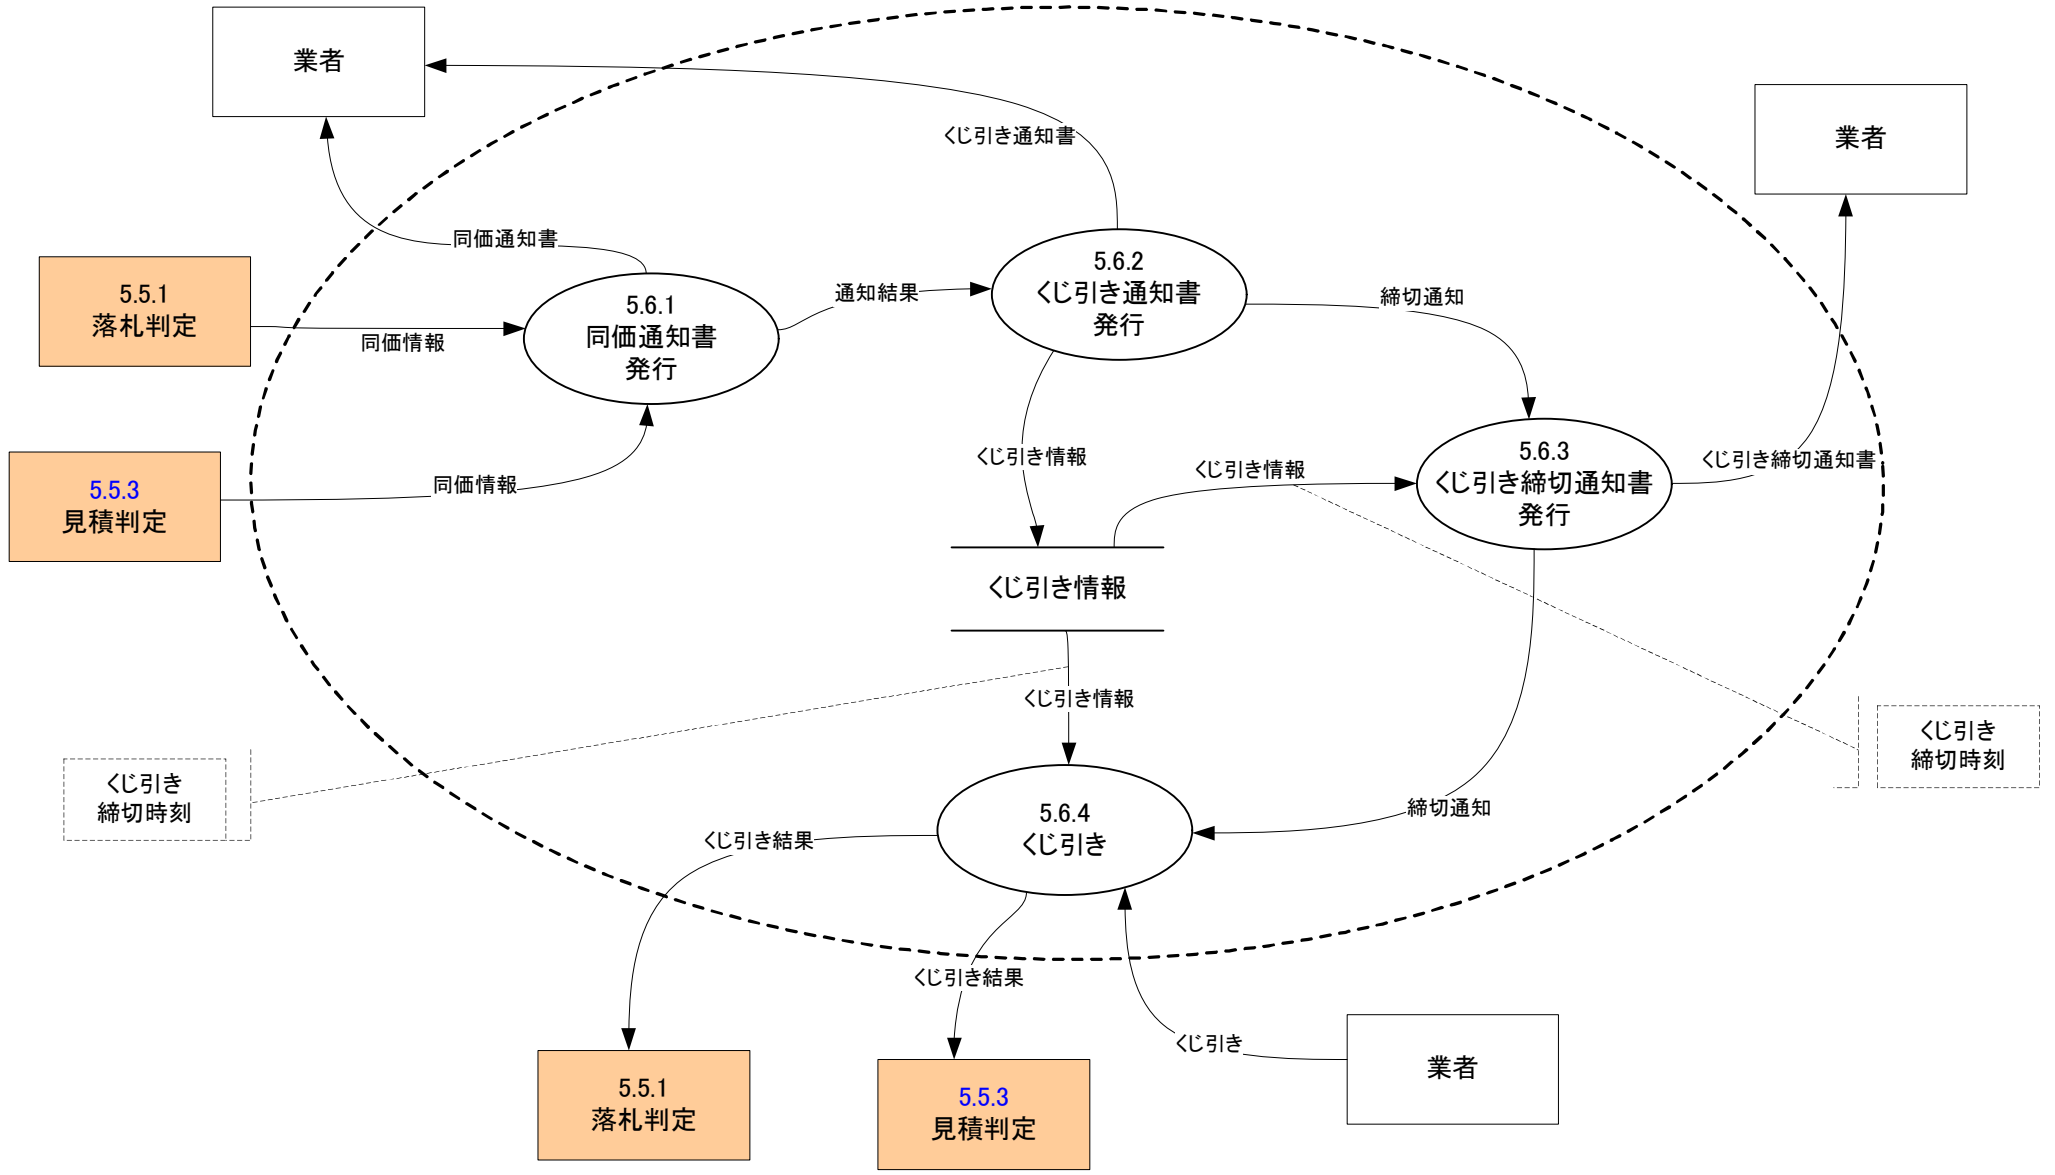 業者
くじ引き通知書
業者
同価通知書
5.5.1
落札判定
同価情報
5.6.1
同価通知書
発行
通知結果
5.6.2
くじ引き通知書
発行
締切通知
5.5.3
見積判定
同価情報
くじ引き情報
くじ引き情報
5.6.3
くじ引き締切通知書
発行
くじ引き締切通知書
くじ引き情報
くじ引き情報
くじ引き
締切時刻
くじ引き
締切時刻
5.6.4
くじ引き
締切通知
くじ引き結果
くじ引き結果
くじ引き
5.5.1
落札判定
5.5.3
見積判定
業者